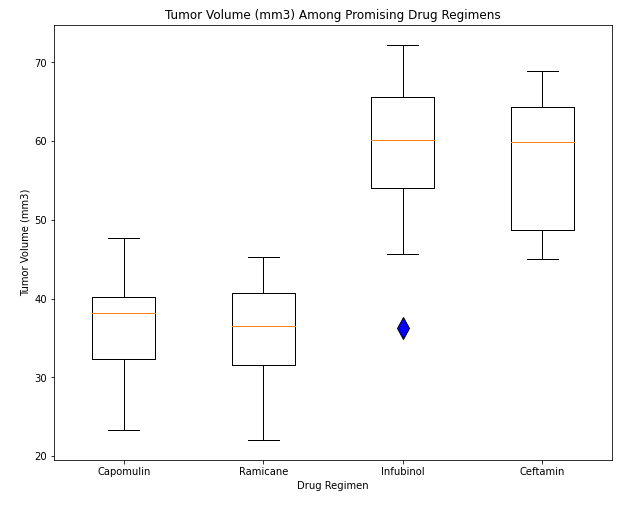 Tumor Volume (mm3) Among Promising Drug Regimens
70
60
50
40
30
20
Tumor Volume (mm3)
Capomulin Ramicane Infubinol Ceftamin
Drug Regimen